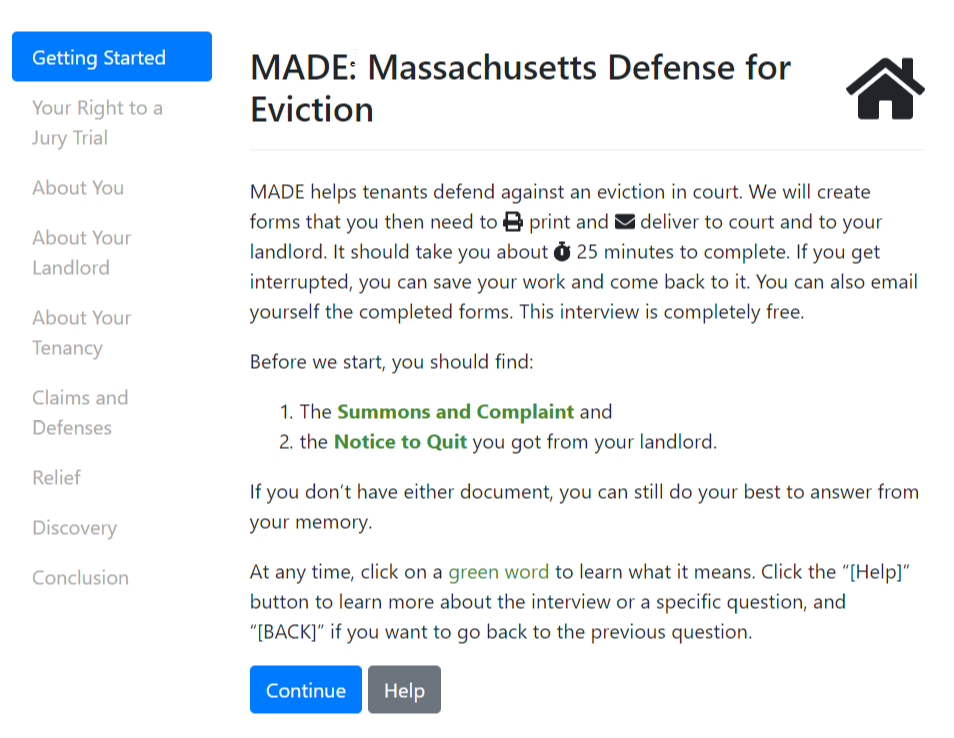 Getting Started
Your Right to a
Jury Trial
About You
About Your
Landlord
About Your
Tenancy
Claims and
Defenses
Relief
Discovery
Conclusion
MADE: Massachusetts Defense for
Eviction
MADE helps tenants defend against an eviction in court. We will create
forms that you then need to print and deliver to court and to your
landlord. It should take you about 25 minutes to complete. If you get
interrupted, you can save your work and come back to it. You can also email
yourself the completed forms. This interview is completely free.
Before we start, you should find:
1. The Summons and Complaint and
2. the Notice to Quit you got from your landlord.
If you don’t have either document, you can still do your best to answer from
your memory.
At any time, click on a green word to learn what it means. Click the “[Help]”
button to learn more about the interview or a specific question, and
“[BACK]” if you want to go back to the previous question.
Continue
Help